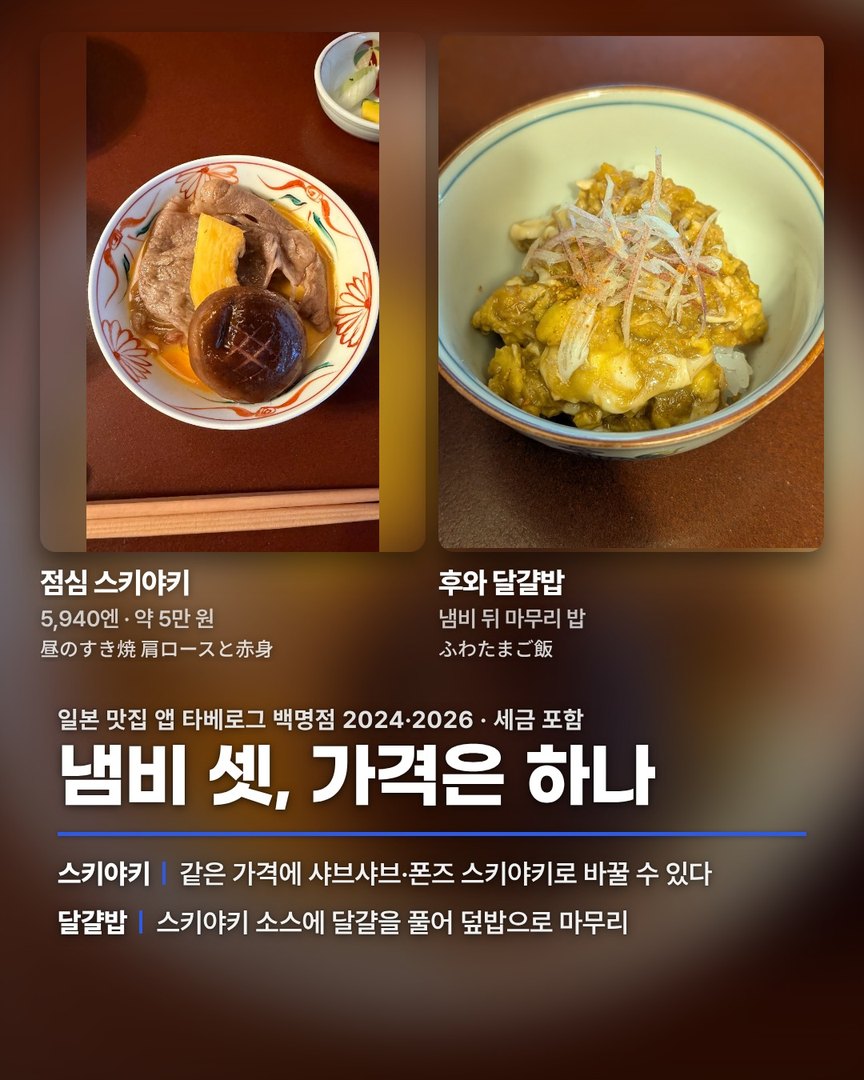 점심 스키야키
5,940엔 · 약 5만 원
昼のすき焼 肩ロースと赤身
후와 달걀밥
냄비 뒤 마무리 밥
ふわたまご飯
일본 맛집 앱 타베로그 백명점 2024·2026 · 세금 포함
냄비 셋, 가격은 하나
스키야키 | 같은 가격에 샤브샤브·폰즈 스키야키로 바꿀 수 있다
달걀밥 | 스키야키 소스에 달걀을 풀어 덮밥으로 마무리